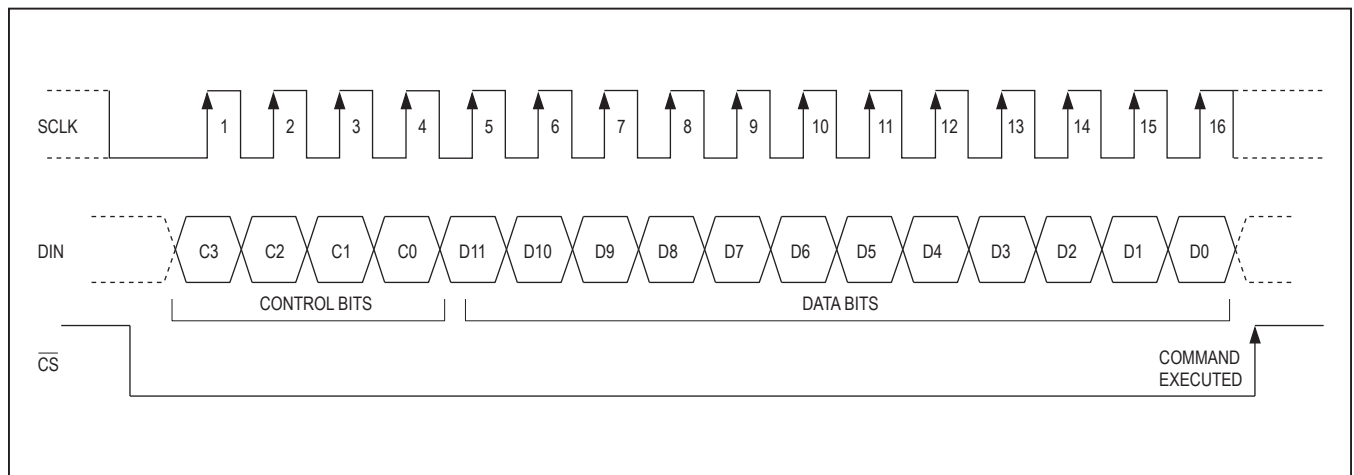 SCLK 1 2 3 4 5 6 7 8 9 10 11 12 13 14 15 16
DIN C3 C2 C1 C0 D11 D10 D9 D8 D7 D6 D5 D4 D3 D2 D1 D0
CONTROL BITS DATA BITS
CS
COMMAND
EXECUTED